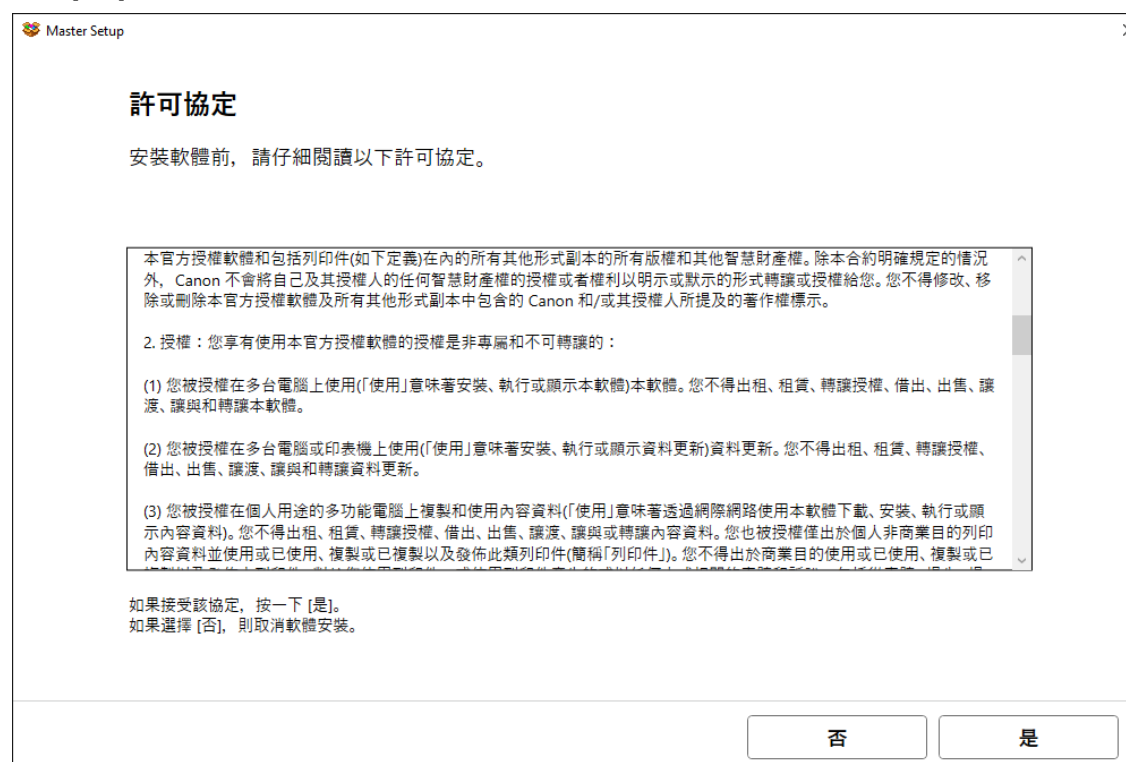 Master Setup
許可協定
安裝軟體前，請仔細閱讀以下許可協定。
本官方授權軟體和包括列印件(如下定義)在內的所有其他形式副本的所有版權和其他智慧財產權。除本合約明確規定的情況
外，Canon 不會將自己及其授權人的任何智慧財產權的授權或者權利以明示或默示的形式轉讓或授權給您。您不得修改、移
除或刪除本官方授權軟體及所有其他形式副本中包含的 Canon 和/或其授權人所提及的著作權標示。
2. 授權：您享有使用本官方授權軟體的授權是非專屬和不可轉讓的：
(1) 您被授權在多台電腦上使用(「使用」意味著安裝、執行或顯示本軟體)本軟體。您不得出租、租賃、轉讓授權、借出、出售、讓
渡、讓與和轉讓本軟體。
(2) 您被授權在多台電腦或印表機上使用(「使用」意味著安裝、執行或顯示資料更新)資料更新。您不得出租、租賃、轉讓授權、
借出、出售、讓渡、讓與和轉讓資料更新。
(3) 您被授權在個人用途的多功能電腦上複製和使用內容資料(「使用」意味著透過網際網路使用本軟體下載、安裝、執行或顯
示內容資料)。您不得出租、租賃、轉讓授權、借出、出售、讓渡、讓與或轉讓內容資料。您也被授權僅出於個人非商業目的列印
內容資料並使用或已使用、複製或已複製以及發佈此類列印件(簡稱「列印件」)。您不得出於商業目的使用或已使用、複製或已
如果接受該協定，按一下 [是]。
如果選擇 [否]，則取消軟體安裝。
否
是